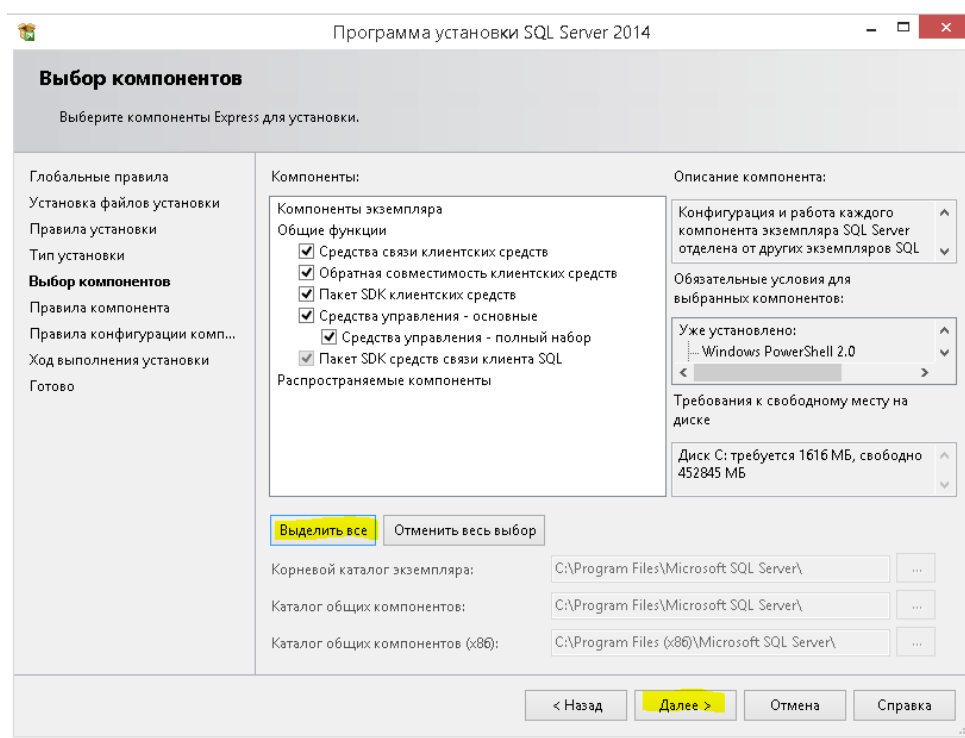 Программа установки SQL Server 2014
Выбор компонентов
Выберите компоненты Express для установки.
Глобальные правила
Установка файлов установки
Правила установки
Тип установки
Выбор компонентов
Правила компонента
Правила конфигурации комп...
Ход выполнения установки
Готово
Компоненты:
Компоненты экземпляра
Общие функции
Средства связи клиентских средств
Обратная совместимость клиентских средств
Пакет SDK клиентских средств
Средства управления - основные
Средства управления - полный набор
Пакет SDK средств связи клиента SQL
Распространяемые компоненты
Описание компонента:
Конфигурация и работа каждого
компонента экземпляра SQL Server
отделена от других экземпляров SQL
Обязательные условия для
выбранных компонентов:
Уже установлено:
Windows PowerShell 2.0
Требования к свободному месту на
диске
Диск C: требуется 1616 МБ, свободно
452845 МБ
Выделить все
Отменить весь выбор
Корневой каталог экземпляра:
C:\Program Files\Microsoft SQL Server\
...
Каталог общих компонентов:
C:\Program Files\Microsoft SQL Server\
...
Каталог общих компонентов (x86):
C:\Program Files (x86)\Microsoft SQL Server\
...
< Назад
Далее >
Отмена
Справка